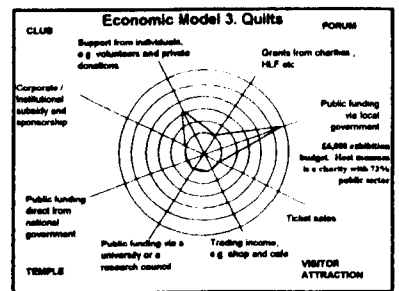 Economic Model 3. Quilts
CLUB
FORUM
Support from individuals,
e.g. volunteers and private
donations
Grants from charities,
HLF etc
Corporate /
Institutional
subsidy and
sponsorship
Public funding
via local
government
£6,000 exhibition
budget. Host museum
is a charity with 73%
public sector
Public funding
direct from
national
government
Ticket sales
Public funding via a
university or a
research council
Trading income,
e.g. shop and cafe
TEMPLE
VISITOR
ATTRACTION